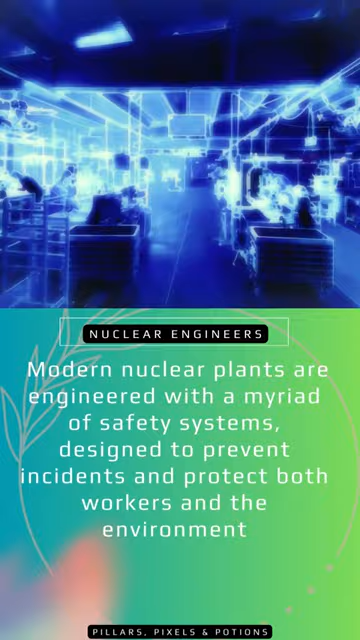 NUCLEAR ENGINEERS
Modern nuclear plants are
engineered with a myriad
of safety systems,
designed to prevent
incidents and protect both
workers and the
environment
PILLARS, PIXELS & POTIONS